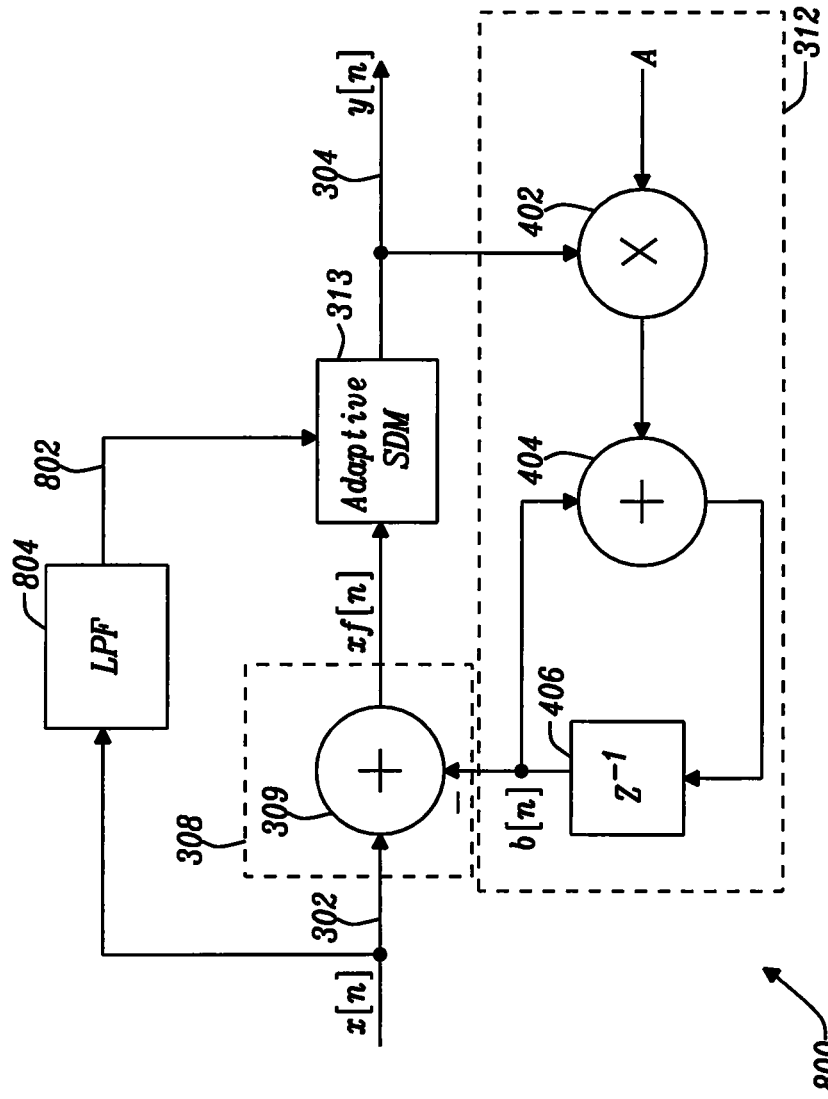 804
LPF
802
308
309
+
x[n]
302
xf[n]
Adaptive
SDM
313
304
y[n]
−
b[n]
406
Z⁻¹
404
+
402
X
A
312
800